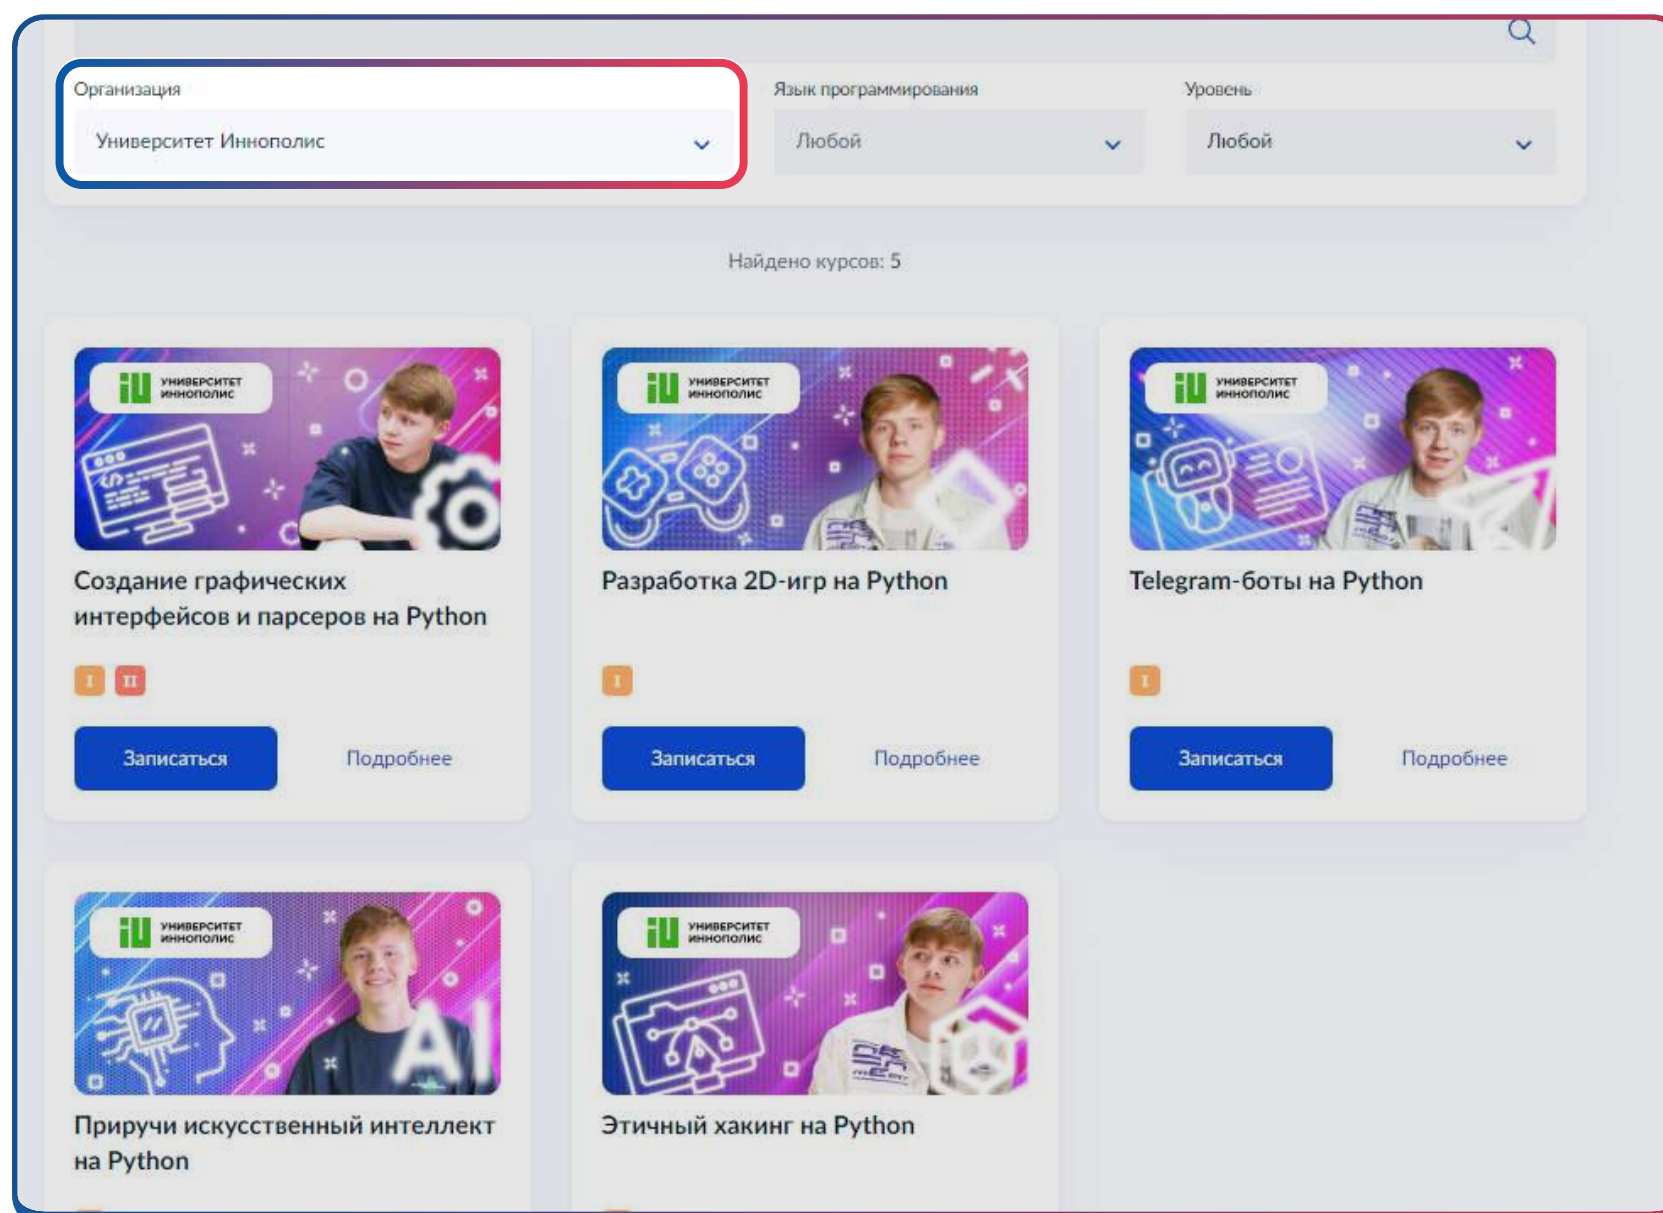 Организация
Язык программирования
Уровень
Университет Иннополис
Любой
Любой
Найдено курсов: 5
УНИВЕРСИТЕТ
ИННОПОЛИС
Создание графических
интерфейсов и парсеров на Python
I II
Записаться
Подробнее
УНИВЕРСИТЕТ
ИННОПОЛИС
Разработка 2D-игр на Python
I
Записаться
Подробнее
УНИВЕРСИТЕТ
ИННОПОЛИС
Telegram-боты на Python
I
Записаться
Подробнее
УНИВЕРСИТЕТ
ИННОПОЛИС
AI
Приручи искусственный интеллект
на Python
УНИВЕРСИТЕТ
ИННОПОЛИС
Этичный хакинг на Python